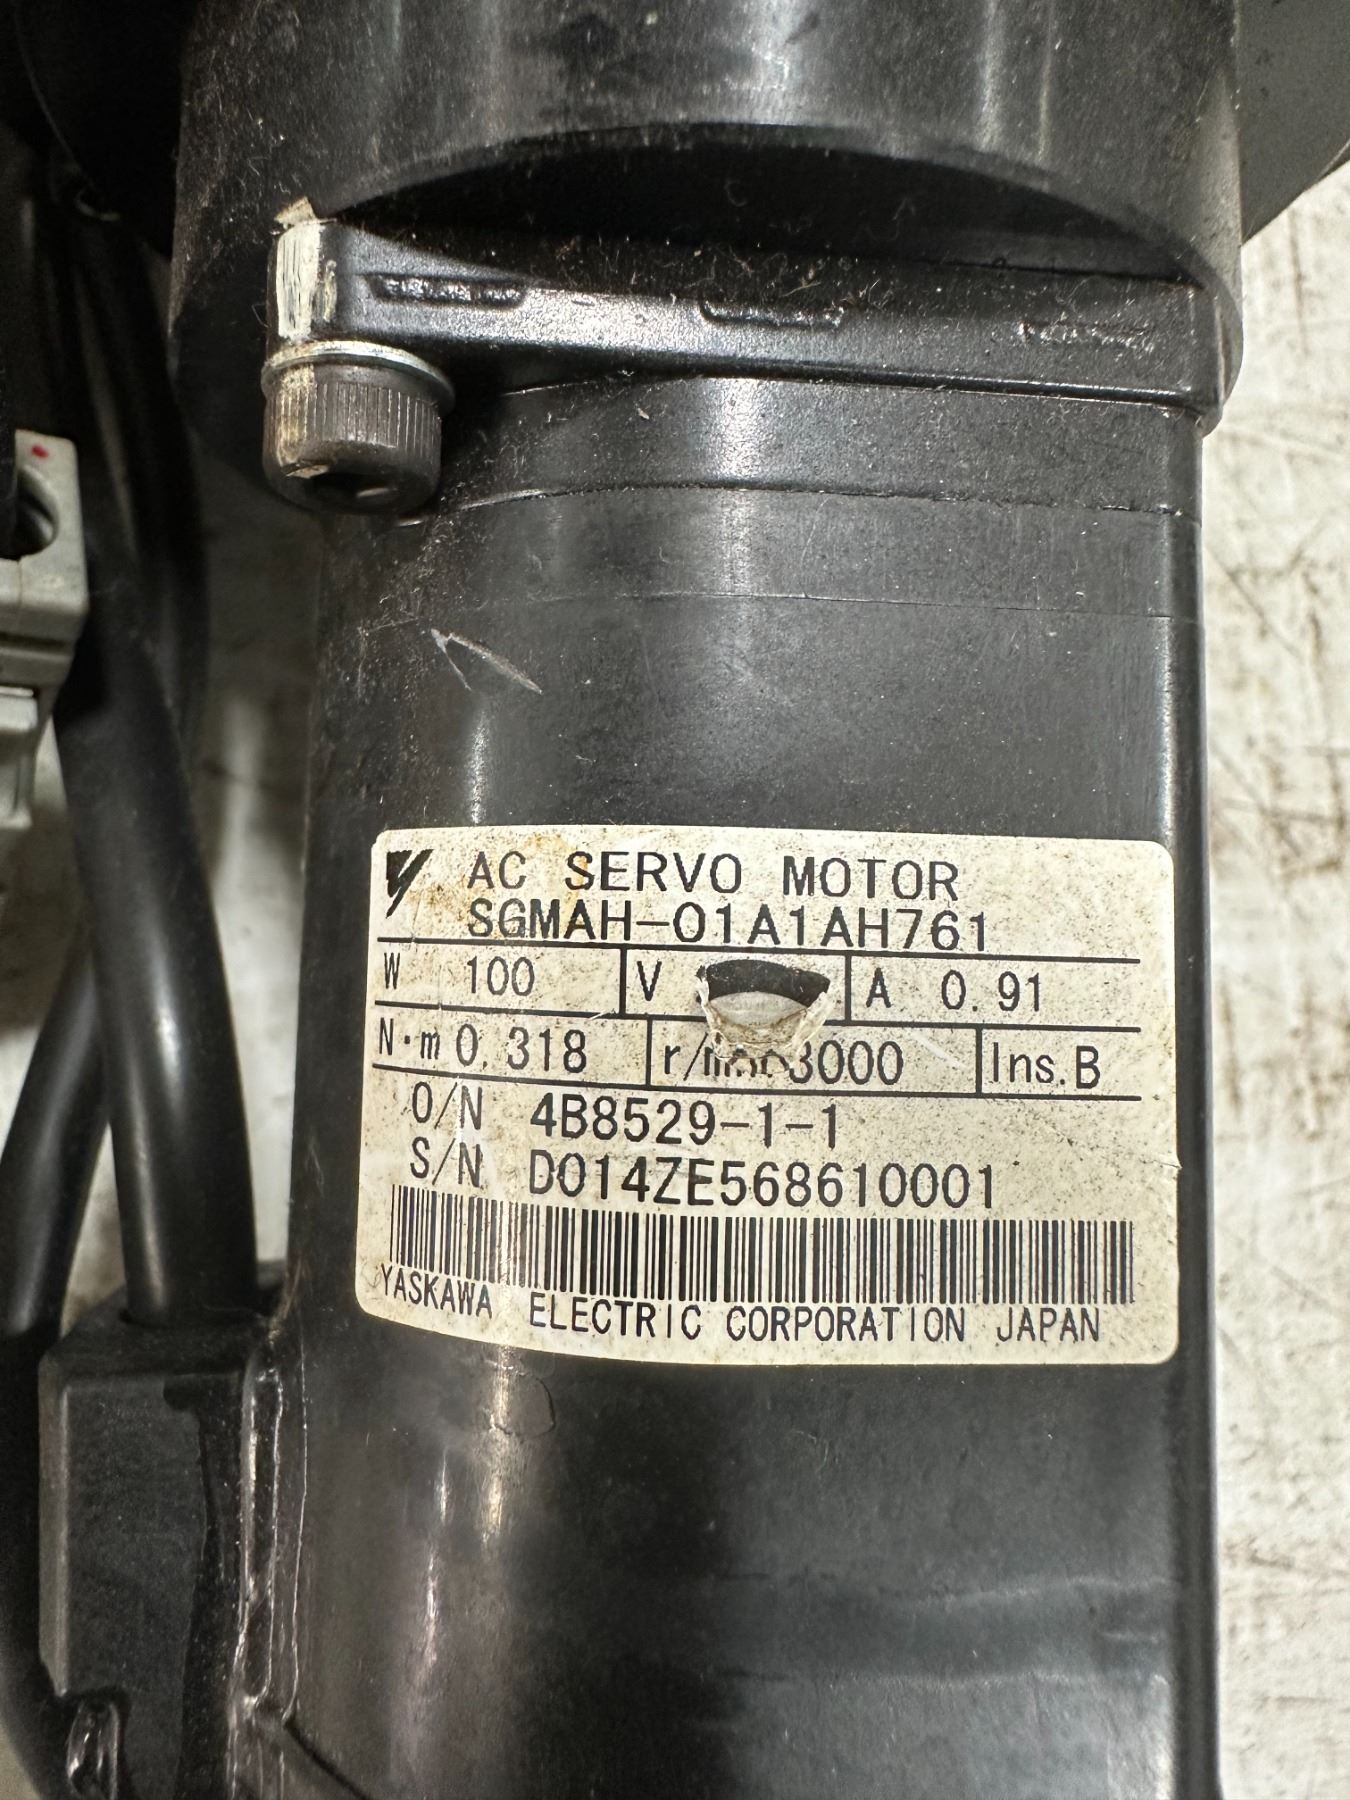 AC SERVO MOTOR
SGMAH-01A1AH761
W 100 V A 0.91
N·m 0.318 3000 Ins.B
O/N 4B8529-1-1
S/N D014ZE568610001
YASKAWA ELECTRIC CORPORATION JAPAN